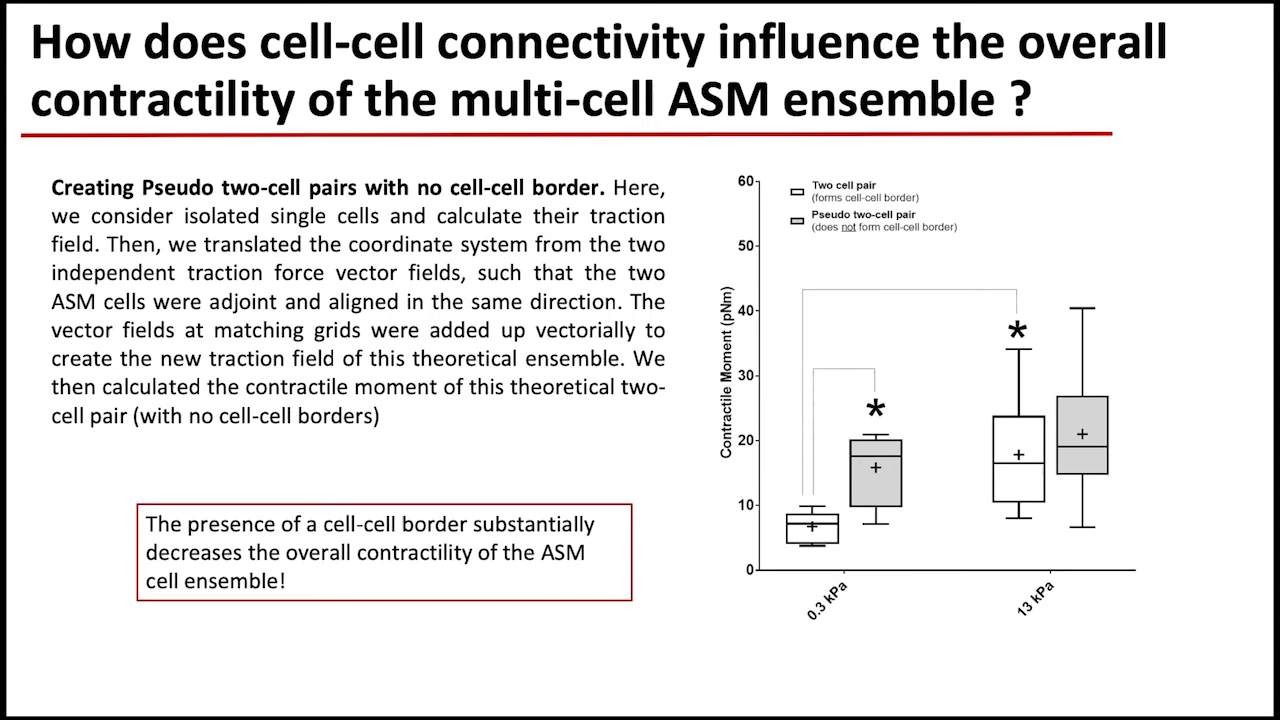 How does cell-cell connectivity influence the overall
contractility of the multi-cell ASM ensemble ?
Creating Pseudo two-cell pairs with no cell-cell border. Here,
we consider isolated single cells and calculate their traction
field. Then, we translated the coordinate system from the two
independent traction force vector fields, such that the two
ASM cells were adjoint and aligned in the same direction. The
vector fields at matching grids were added up vectorially to
create the new traction field of this theoretical ensemble. We
then calculated the contractile moment of this theoretical two-
cell pair (with no cell-cell borders)
The presence of a cell-cell border substantially
decreases the overall contractility of the ASM
cell ensemble!
Two cell pair
(forms cell-cell border)
Pseudo two-cell pair
(does not form cell-cell border)
Contractile Moment (pNm)
60
50
40
30
20
10
0
*
*
0.3 kPa
13 kPa